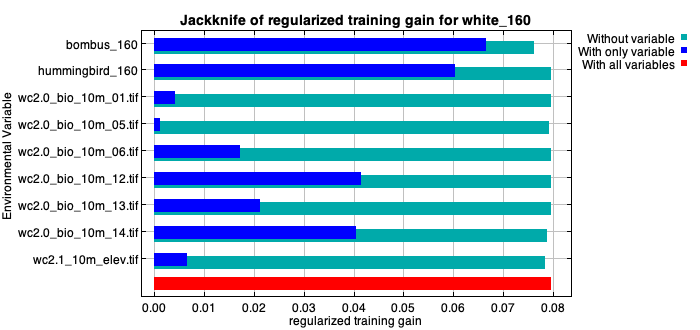 Jackknife of regularized training gain for white_160
Without variable
With only variable
With all variables
Environmental Variable
bombus_160
hummingbird_160
wc2.0_bio_10m_01.tif
wc2.0_bio_10m_05.tif
wc2.0_bio_10m_06.tif
wc2.0_bio_10m_12.tif
wc2.0_bio_10m_13.tif
wc2.0_bio_10m_14.tif
wc2.1_10m_elev.tif
0.00 0.01 0.02 0.03 0.04 0.05 0.06 0.07 0.08
regularized training gain